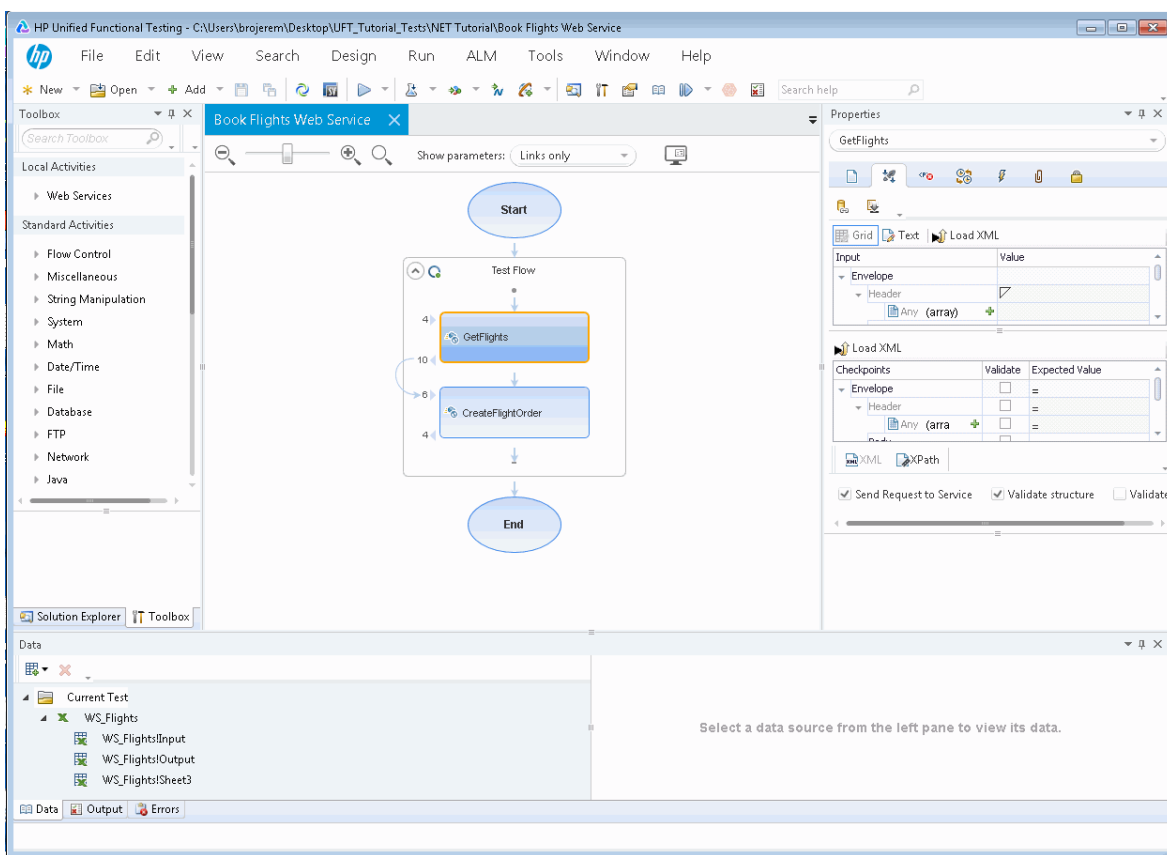 HP Unified Functional Testing - C:\Users\brojerem\Desktop\UFT_Tutorial_Tests\NET Tutorial\Book Flights Web Service
hp File Edit View Search Design Run ALM Tools Window Help
New Open Add Search help
Toolbox
Search Toolbox
Local Activities
Web Services
Standard Activities
Flow Control
Miscellaneous
String Manipulation
System
Math
Date/Time
File
Database
FTP
Network
Java
Solution Explorer Toolbox
Book Flights Web Service
Show parameters: Links only
Start
Test Flow
4
GetFlights
10
6
CreateFlightOrder
4
End
Properties
GetFlights
Grid Text Load XML
Input Value
Envelope
Header
Any (array)
Load XML
Checkpoints Validate Expected Value
Envelope =
Header =
Any (arra =
Body
XML XPath
Send Request to Service Validate structure Validate
Data
Current Test
WS_Flights
WS_Flights!Input
WS_Flights!Output
WS_Flights!Sheet3
Select a data source from the left pane to view its data.
Data Output Errors